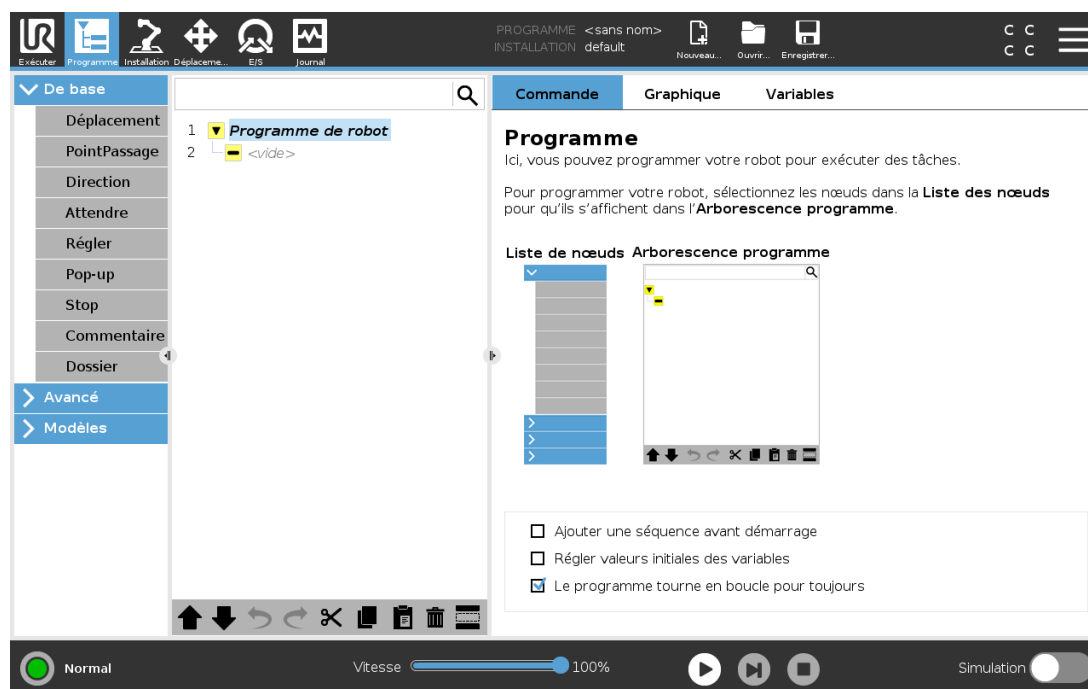 PROGRAMME <sans nom>
INSTALLATION default
UR
Exécuter
Programme
Installation
Déplaceme...
E/S
Journal
Nouveau...
Ouvrir...
Enregistrer...
C C
C C
De base
Déplacement
PointPassage
Direction
Attendre
Régler
Pop-up
Stop
Commentaire
Dossier
Avancé
Modèles
1 Programme de robot
2 <vide>
Commande Graphique Variables
Programme
Ici, vous pouvez programmer votre robot pour exécuter des tâches.
Pour programmer votre robot, sélectionnez les nœuds dans la Liste des nœuds
pour qu'ils s'affichent dans l'Arborescence programme.
Liste de nœuds Arborescence programme
Ajouter une séquence avant démarrage
Régler valeurs initiales des variables
Le programme tourne en boucle pour toujours
Normal
Vitesse 100%
Simulation